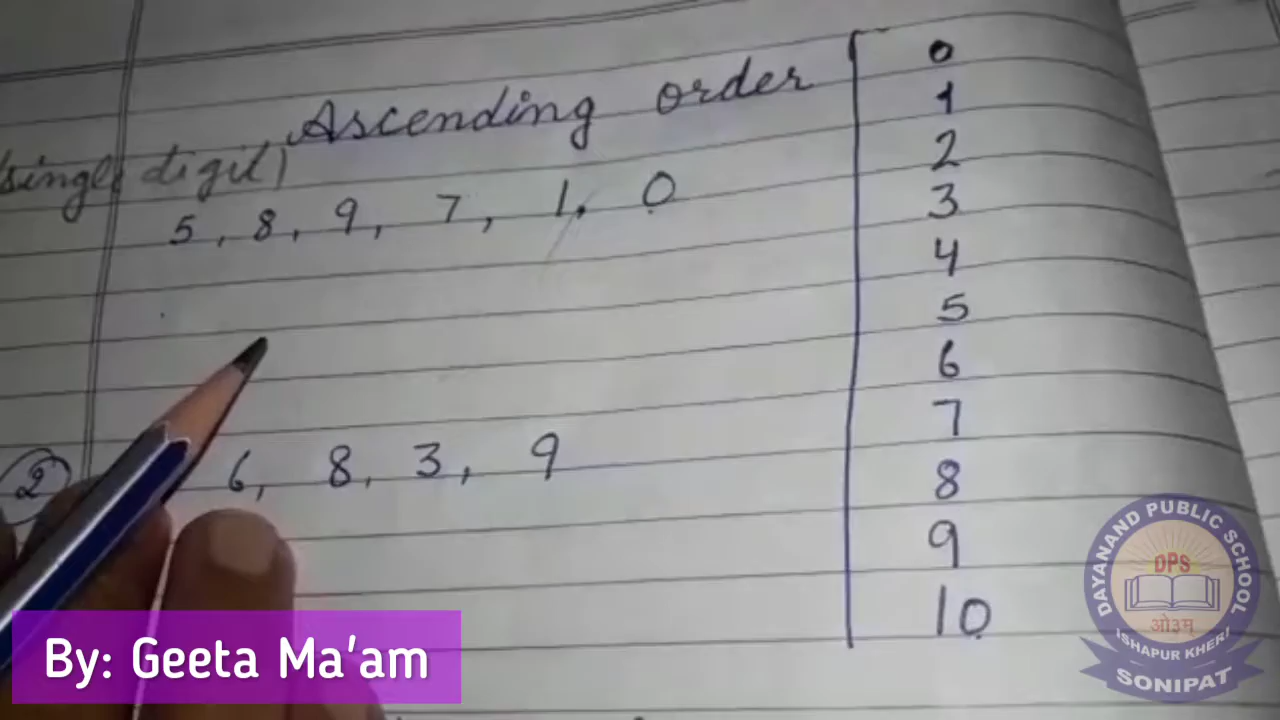 Ascending order
(single digit)
5, 8, 9, 7, 1, 0
② 6, 8, 3, 9
0
1
2
3
4
5
6
7
8
9
10
By: Geeta Ma'am
DAYANAND PUBLIC SCHOOL
DPS
ओ३म्
ISHAPUR KHERI
SONIPAT